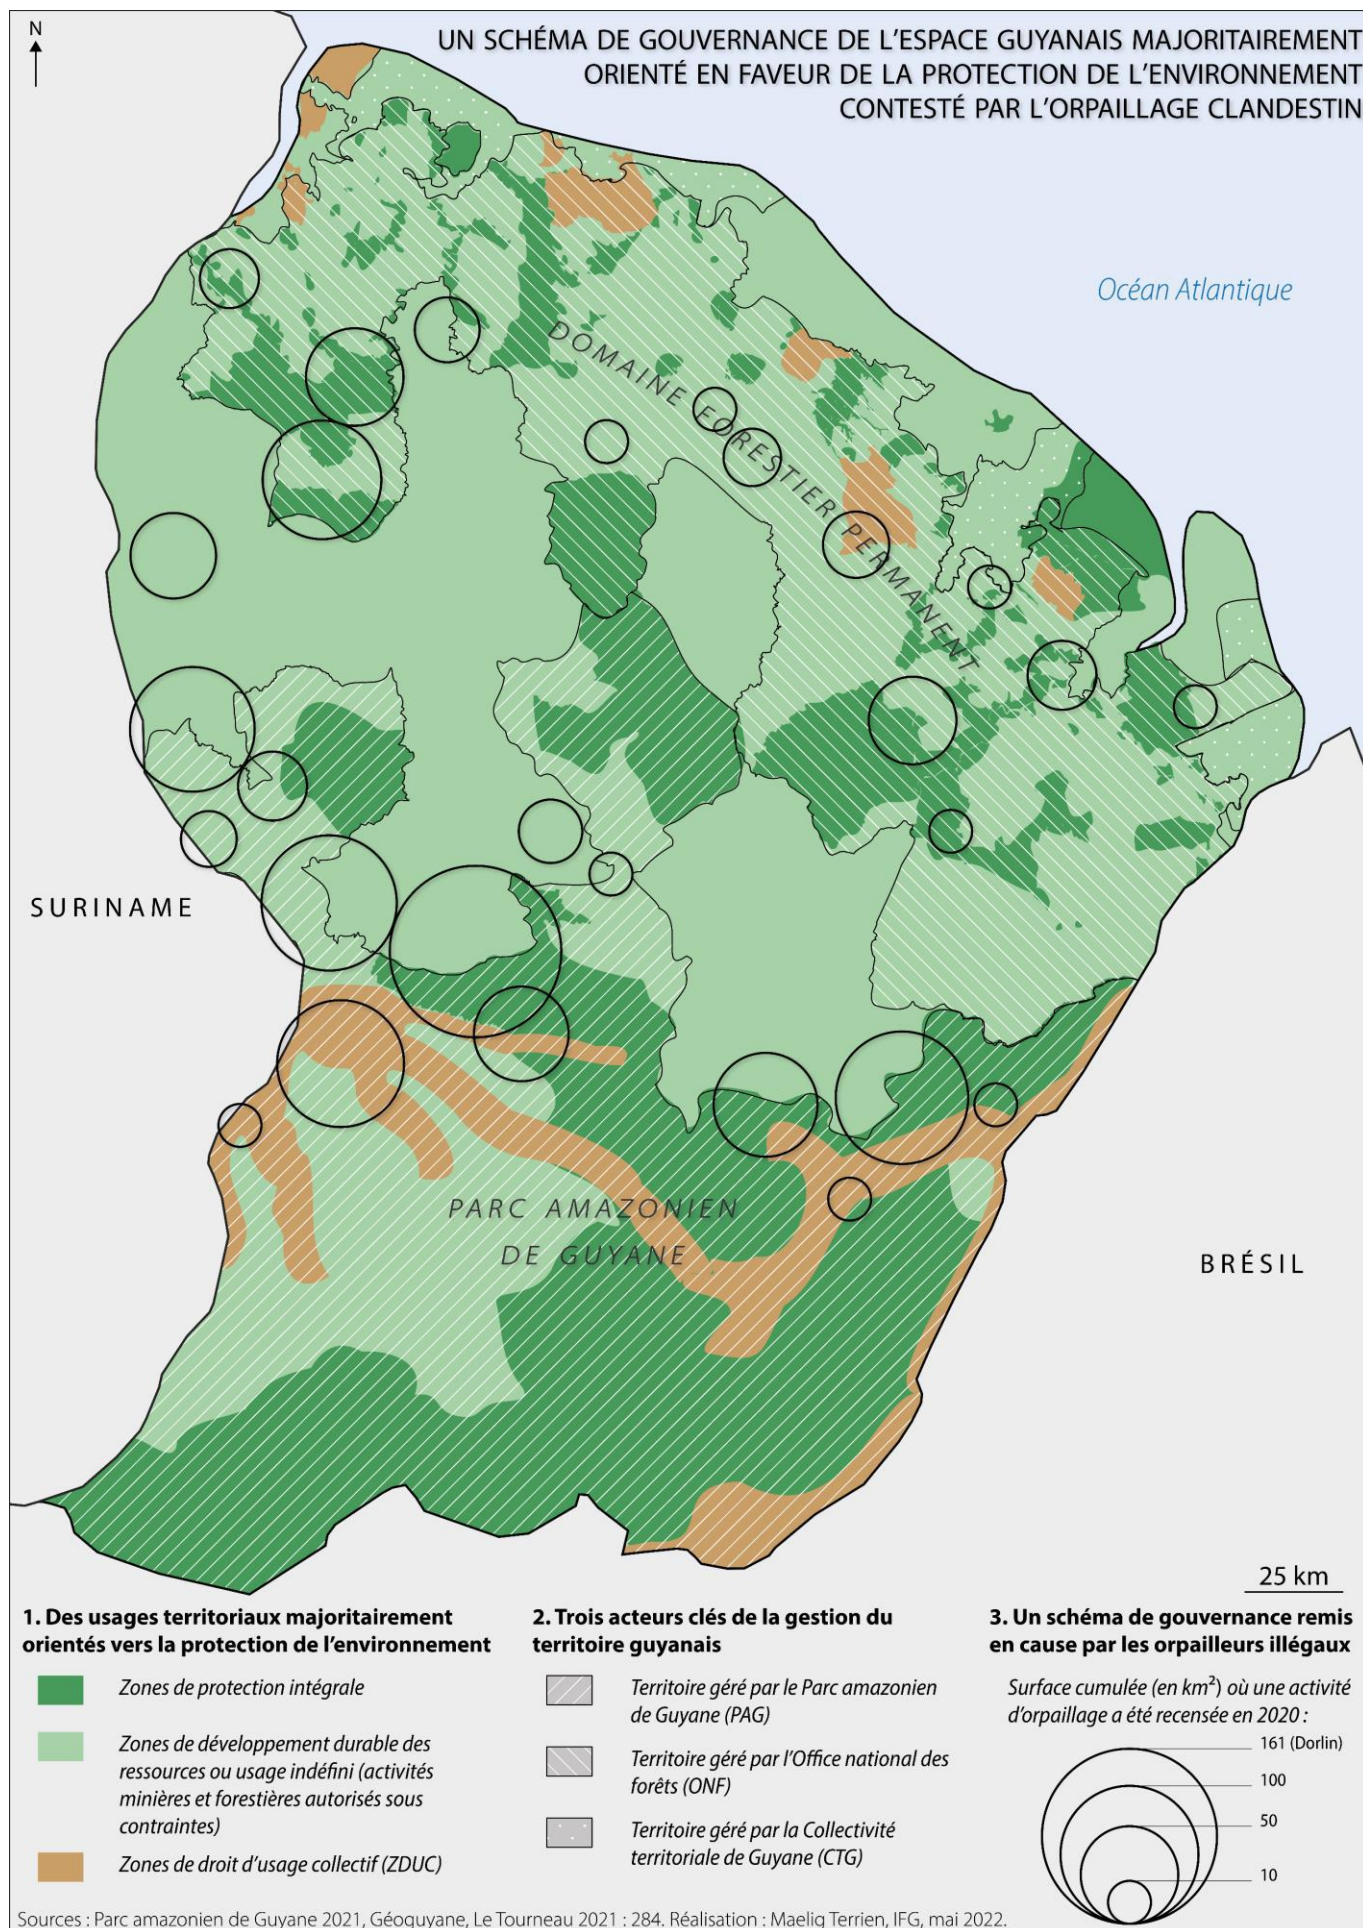 N
UN SCHÉMA DE GOUVERNANCE DE L'ESPACE GUYANAIS MAJORITAIREMENT
ORIENTÉ EN FAVEUR DE LA PROTECTION DE L'ENVIRONNEMENT
CONTESTÉ PAR L'ORPAILLAGE CLANDESTIN
Océan Atlantique
DOMAINE FORESTIER PERMANENT
SURINAME
PARC AMAZONIEN
DE GUYANE
BRÉSIL
25 km
1. Des usages territoriaux majoritairement
orientés vers la protection de l'environnement
Zones de protection intégrale
Zones de développement durable des
ressources ou usage indéfini (activités
minières et forestières autorisés sous
contraintes)
Zones de droit d'usage collectif (ZDUC)
2. Trois acteurs clés de la gestion du
territoire guyanais
Territoire géré par le Parc amazonien
de Guyane (PAG)
Territoire géré par l'Office national des
forêts (ONF)
Territoire géré par la Collectivité
territoriale de Guyane (CTG)
3. Un schéma de gouvernance remis
en cause par les orpailleurs illégaux
Surface cumulée (en km²) où une activité
d'orpaillage a été recensée en 2020 :
161 (Dorlin)
100
50
10
Sources : Parc amazonien de Guyane 2021, Géoguyane, Le Tourneau 2021 : 284. Réalisation : Maelig Terrien, IFG, mai 2022.